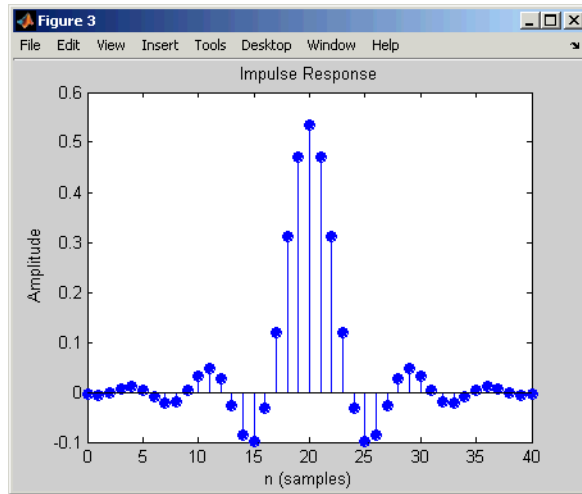 Figure 3
File Edit View Insert Tools Desktop Window Help
Impulse Response
0.6
0.5
0.4
0.3
0.2
0.1
0
-0.1
Amplitude
0 5 10 15 20 25 30 35 40
n (samples)